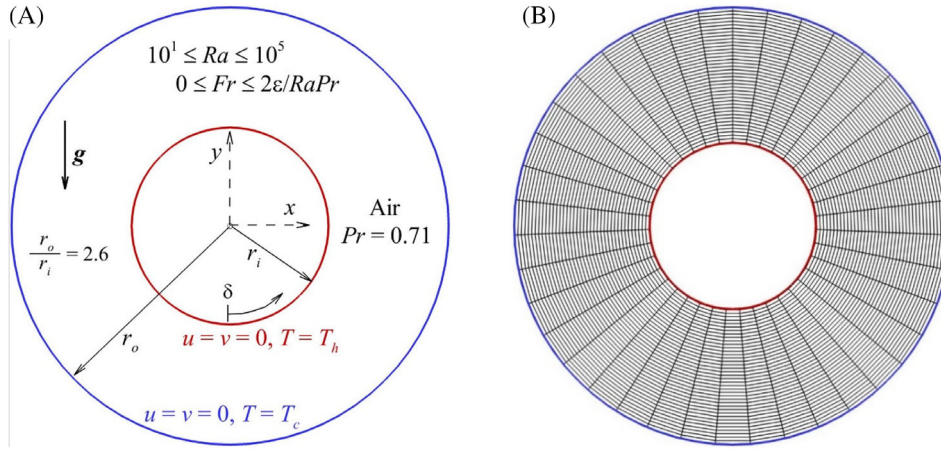 (A)
(B)
10¹ ≤ Ra ≤ 10⁵
0 ≤ Fr ≤ 2ε/RaPr
g
y
x
Air
Pr = 0.71
r_o/r_i = 2.6
r_i
δ
r_o
u = v = 0, T = T_h
u = v = 0, T = T_c